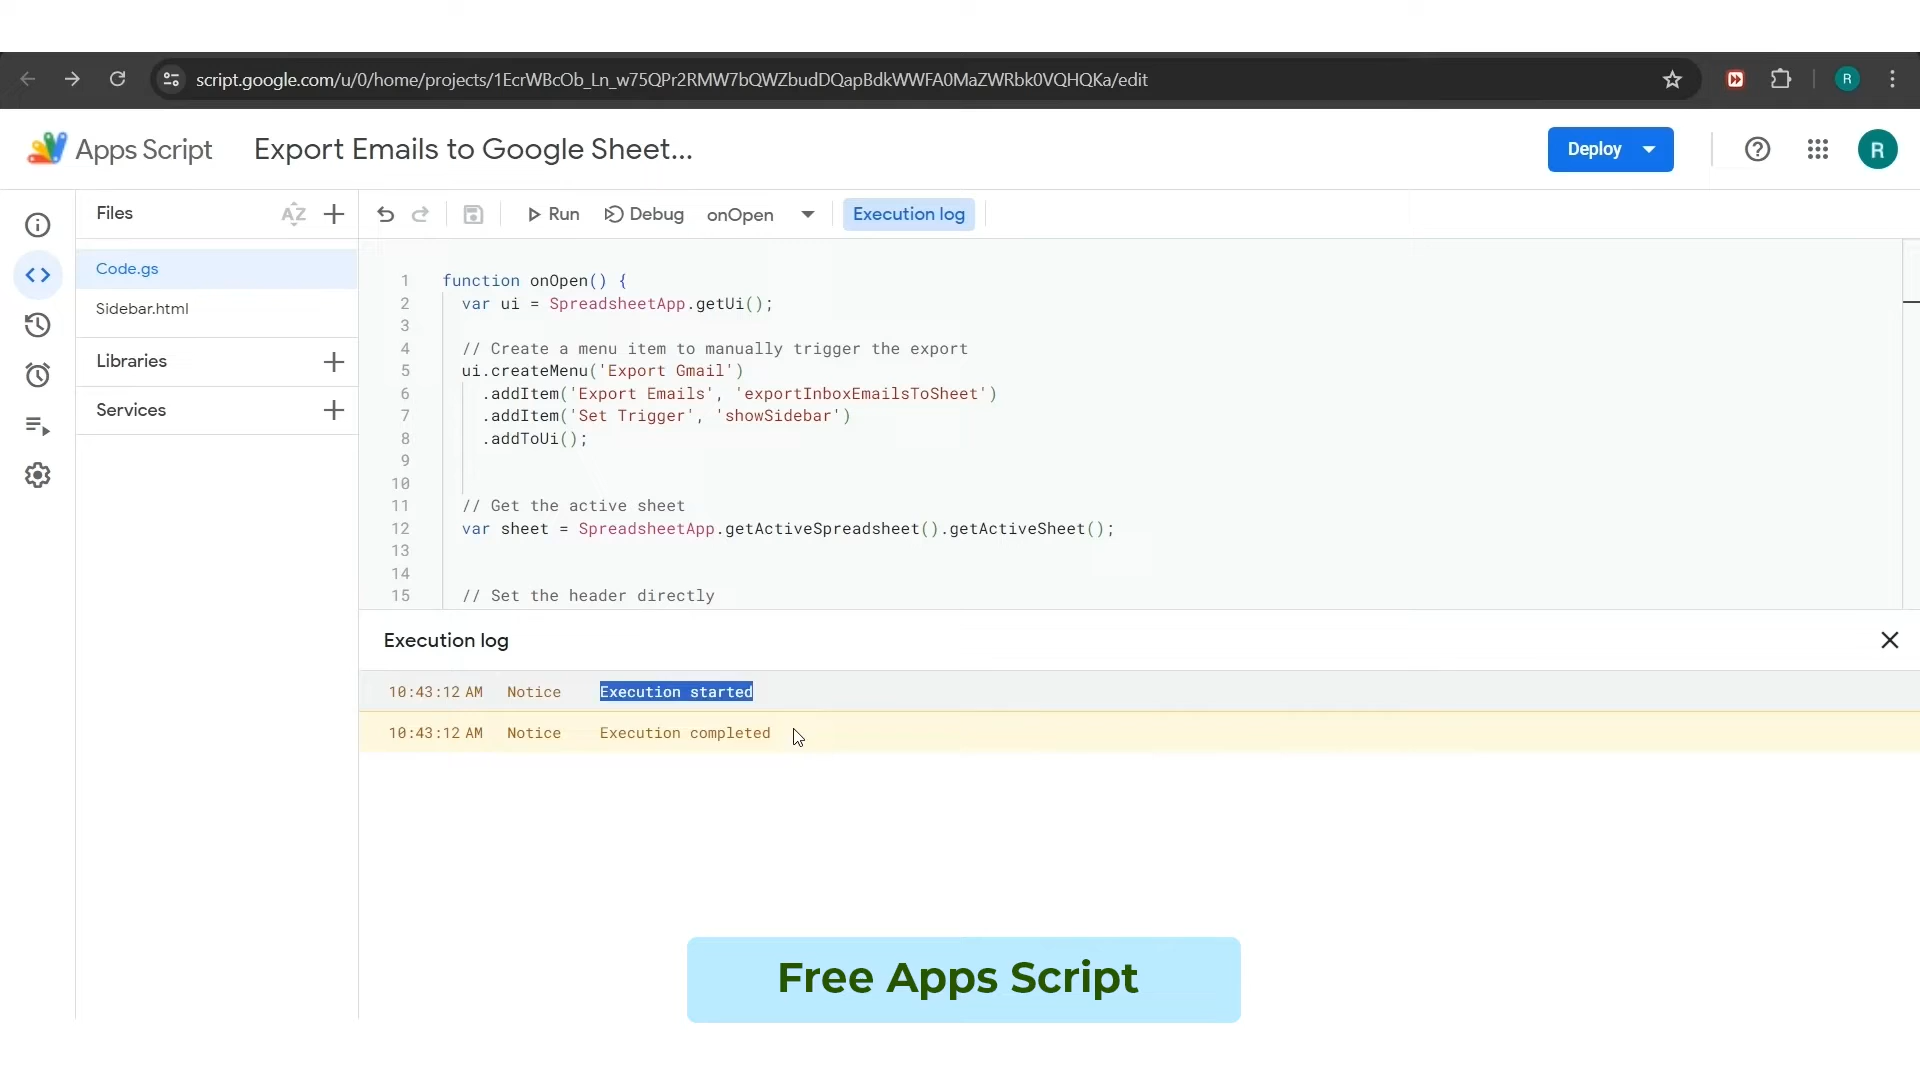 script.google.com/u/0/home/projects/1EcrWBcOb_Ln_w75QPr2RMW7bQWZbudDQapBdkWWFA0MaZWRbk0VQHQKa/edit
R
Apps Script
Export Emails to Google Sheet...
Deploy
R
Files
AZ
Run
Debug
onOpen
Execution log
Code.gs
Sidebar.html
Libraries
Services
1 function onOpen() {
2 var ui = SpreadsheetApp.getUi();
3
4 // Create a menu item to manually trigger the export
5 ui.createMenu('Export Gmail')
6 .addItem('Export Emails', 'exportInboxEmailsToSheet')
7 .addItem('Set Trigger', 'showSidebar')
8 .addToUi();
9
10
11 // Get the active sheet
12 var sheet = SpreadsheetApp.getActiveSpreadsheet().getActiveSheet();
13
14
15 // Set the header directly
Execution log
10:43:12 AM Notice Execution started
10:43:12 AM Notice Execution completed
Free Apps Script